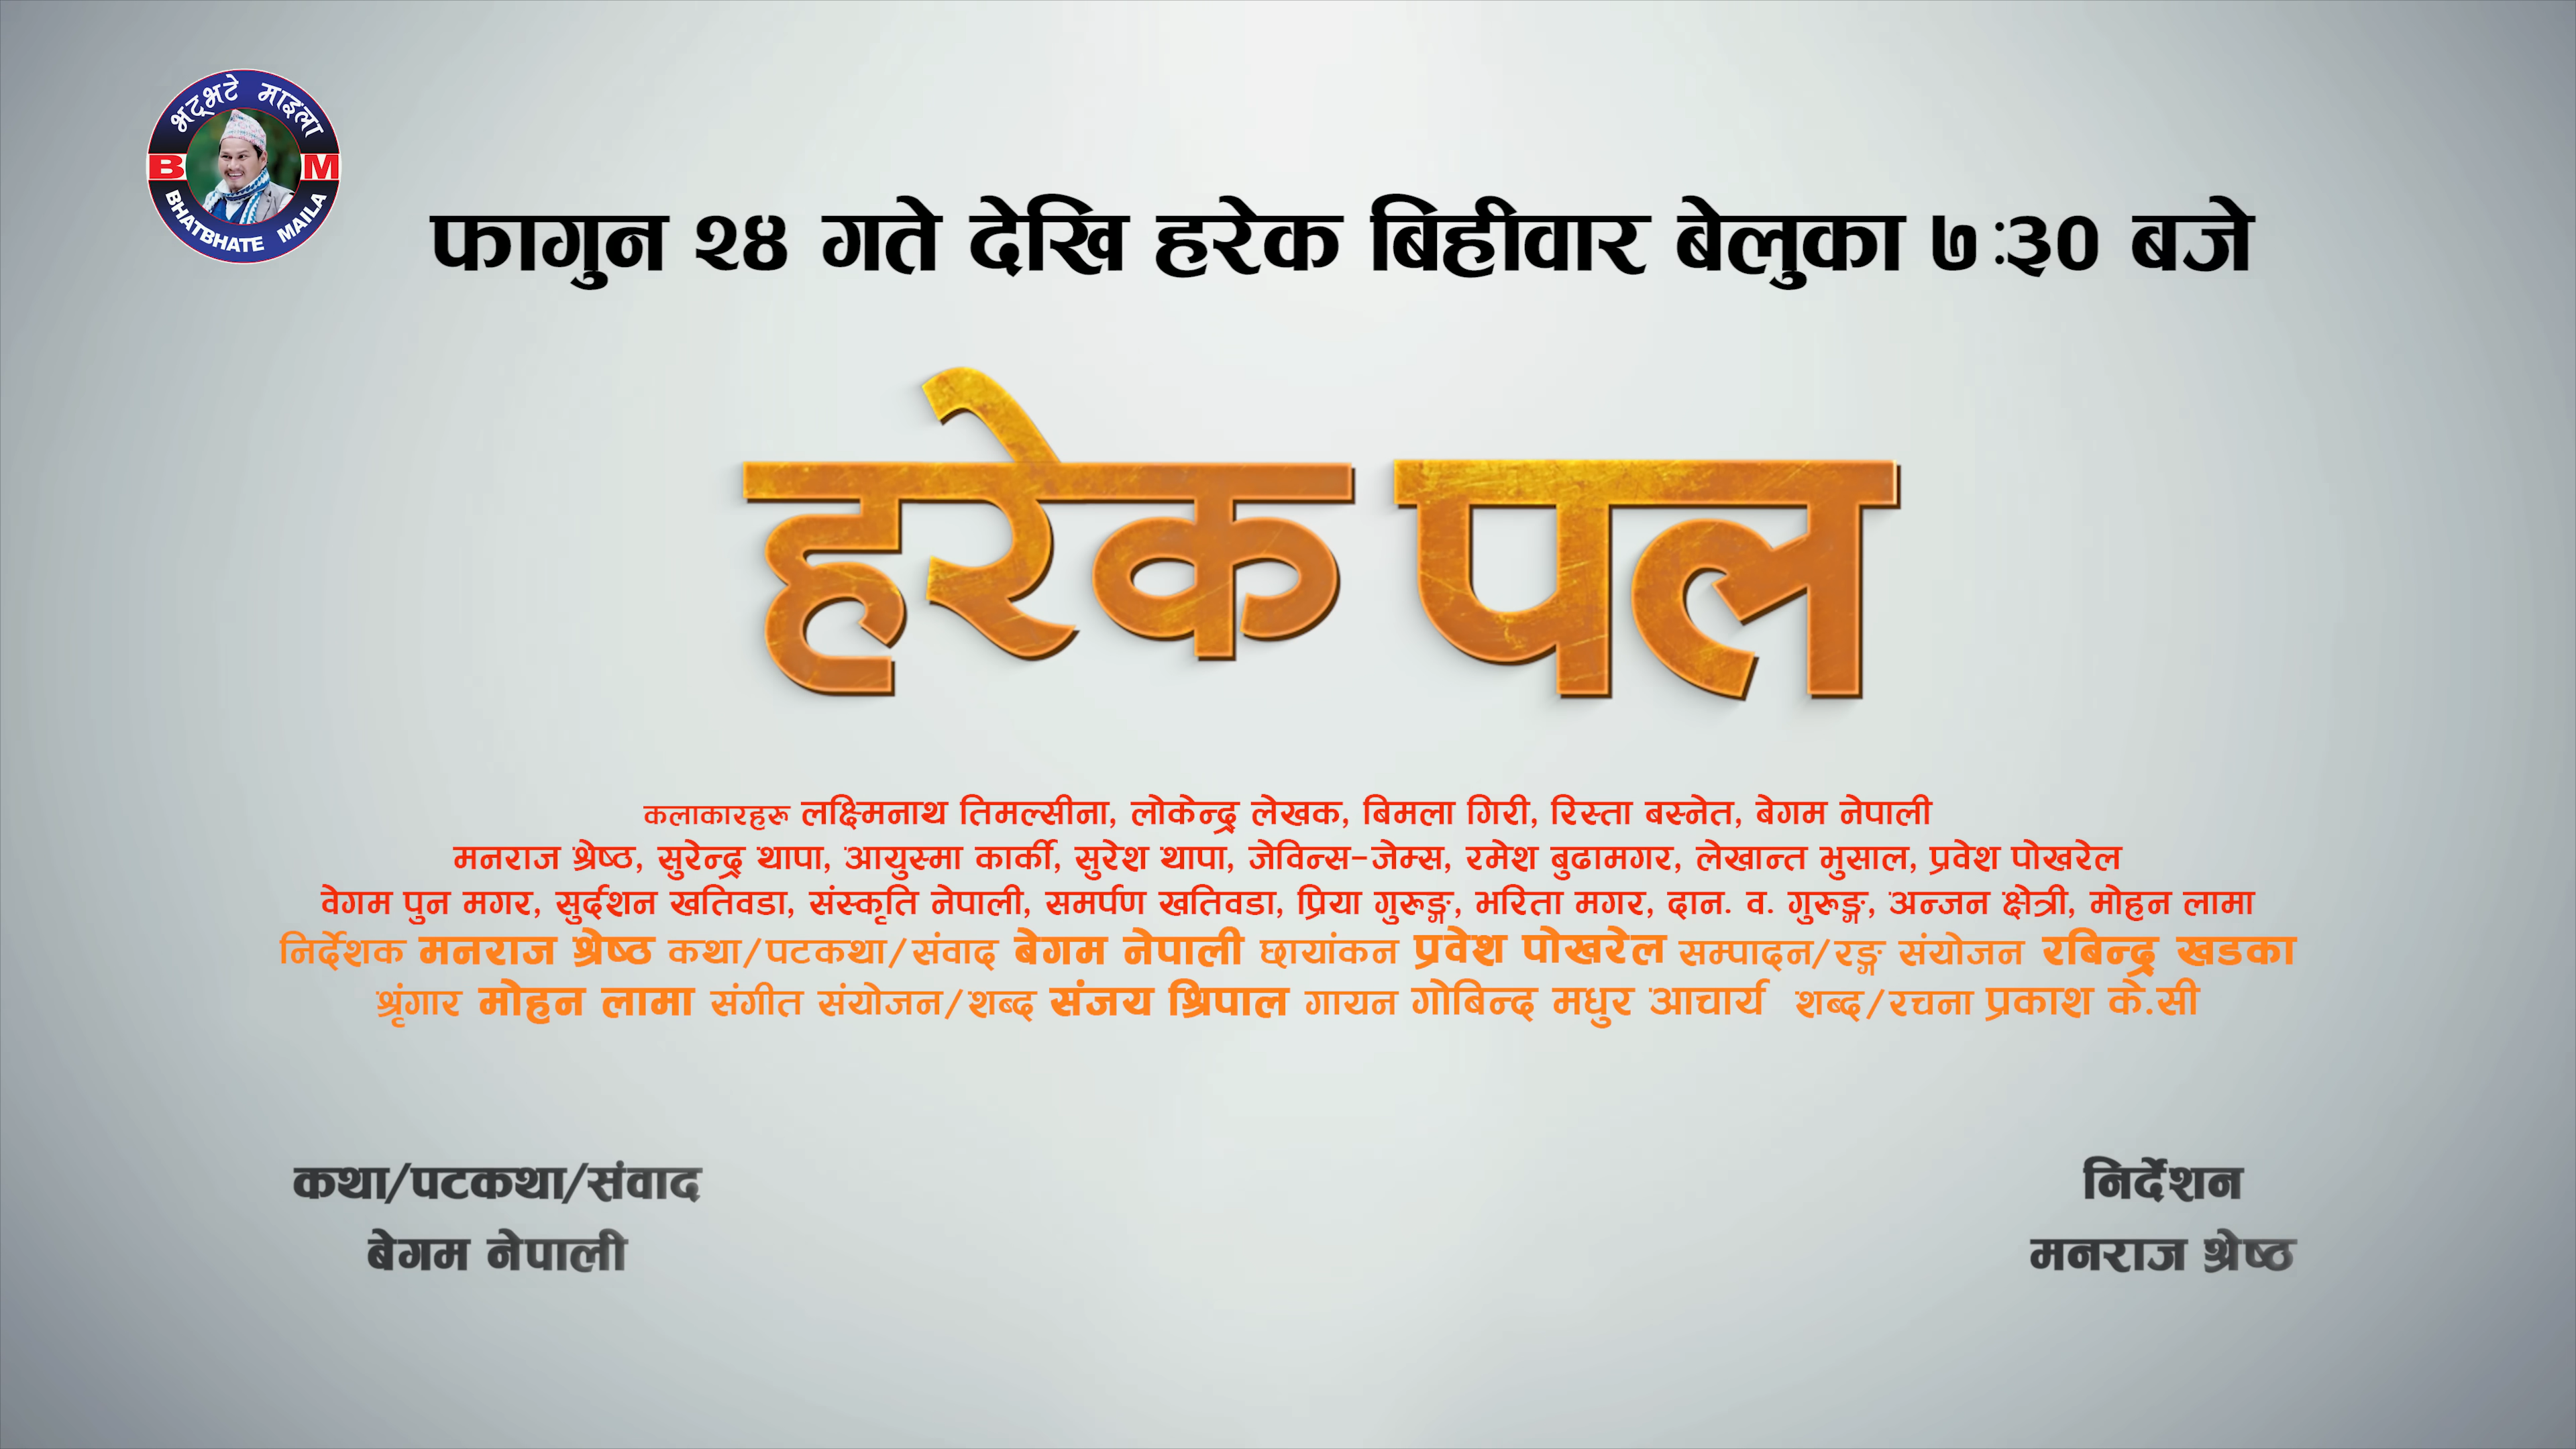 भट्भटे माइला
B M
BHATBHATE MAILA
फागुन २४ गते देखि हरेक बिहीवार बेलुका ७:३० बजे
हरेक पल
कलाकारहरू लक्ष्मिनाथ तिमल्सीना, लोकेन्द्र लेखक, बिमला गिरी, रिस्ता बस्नेत, बेगम नेपाली
मनराज श्रेष्ठ, सुरेन्द्र थापा, आयुस्मा कार्की, सुरेश थापा, जेविन्स-जेम्स, रमेश बुढामगर, लेखान्त भुसाल, प्रवेश पोखरेल
वेगम पुन मगर, सुर्दशन खतिवडा, संस्कृति नेपाली, समर्पण खतिवडा, प्रिया गुरूङ्ग, भरिता मगर, दान. व. गुरूङ्ग, अन्जन क्षेत्री, मोहन लामा
निर्देशक मनराज श्रेष्ठ कथा/पटकथा/संवाद बेगम नेपाली छायांकन प्रवेश पोखरेल सम्पादन/रङ्ग संयोजन रबिन्द्र खडका
श्रृंगार मोहन लामा संगीत संयोजन/शब्द संजय श्रिपाल गायन गोबिन्द मधुर आचार्य शब्द/रचना प्रकाश के.सी
कथा/पटकथा/संवाद
बेगम नेपाली
निर्देशन
मनराज श्रेष्ठ